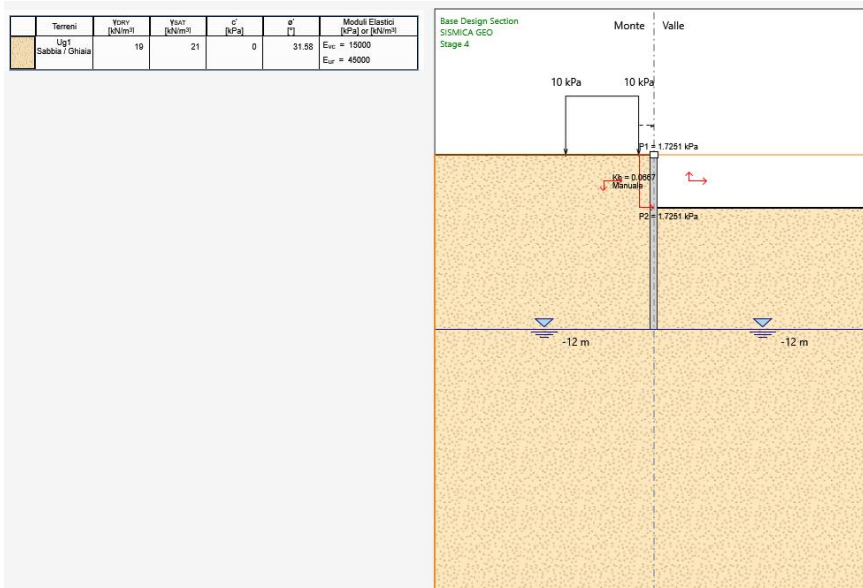 Terreni γDRY [kN/m³] γSAT [kN/m³] c' [kPa] ø' [°] Moduli Elastici [kPa] or [kN/m³]
Ug1 Sabbia / Ghiaia 19 21 0 31.58 Evc = 15000
Eur = 45000
Base Design Section
SISMICA GEO
Stage 4
Monte Valle
10 kPa 10 kPa
P1 = 1.7251 kPa
Kh = 0.0667
Manuale
P2 = 1.7251 kPa
-12 m -12 m